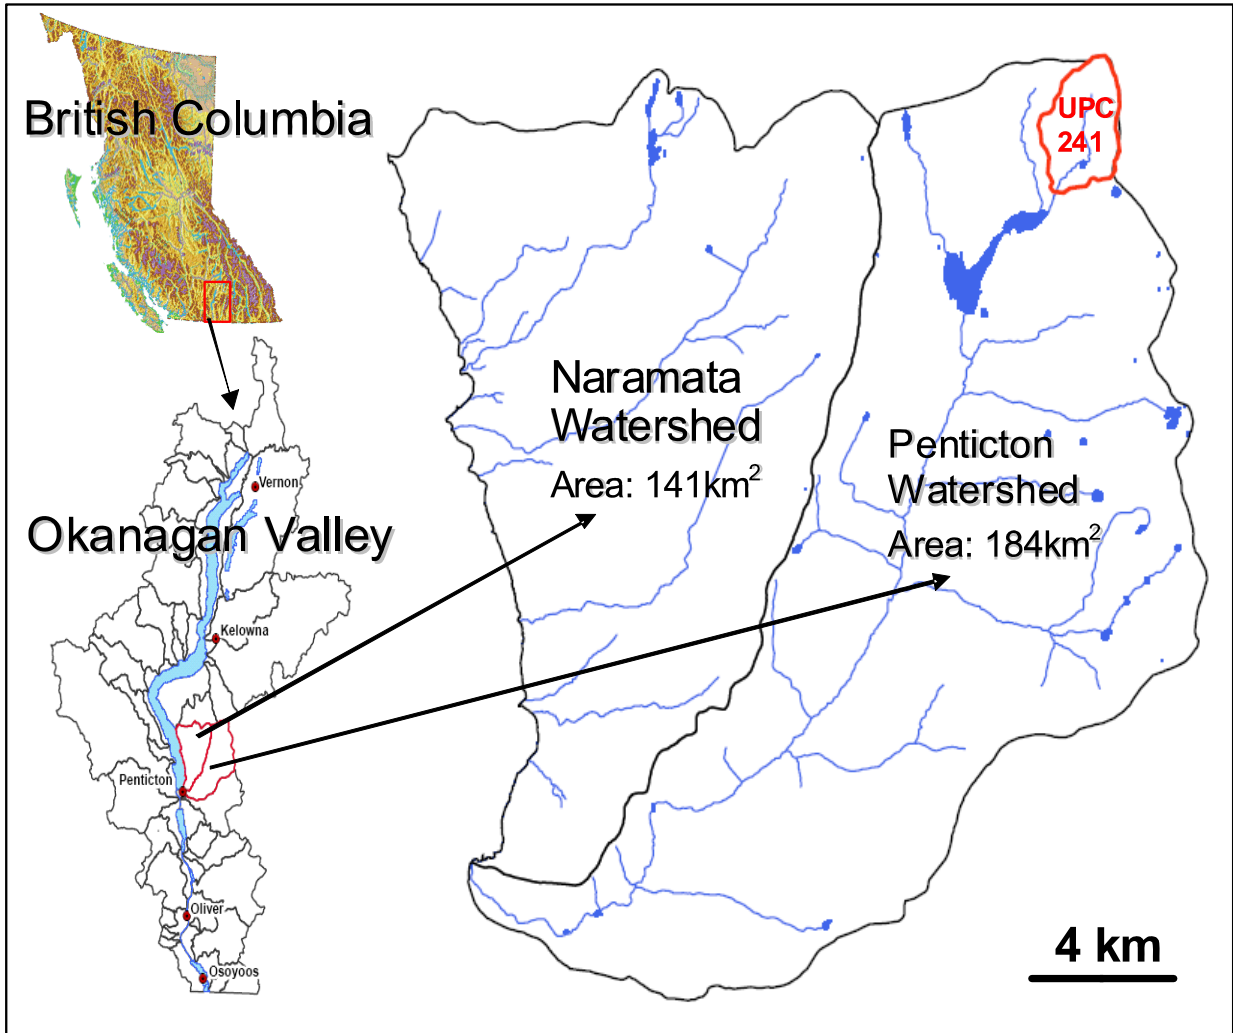 British Columbia
UPC
241
Naramata
Watershed
Area: 141km²
Penticton
Watershed
Area: 184km²
Okanagan Valley
Vernon
Kelowna
Penticton
Oliver
Osoyoos
4 km